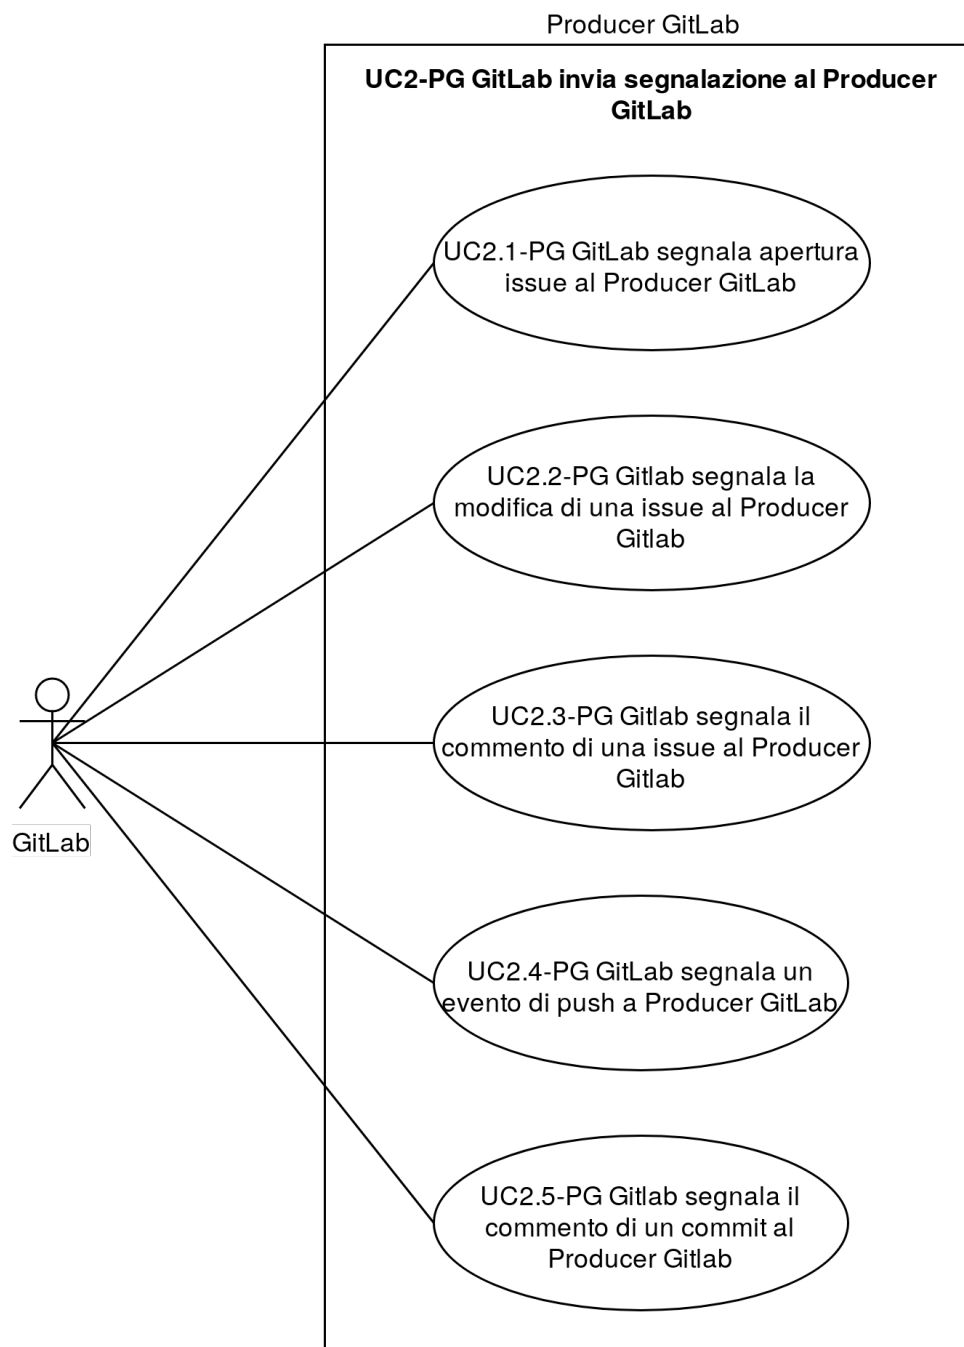 Producer GitLab
UC2-PG GitLab invia segnalazione al Producer
GitLab
UC2.1-PG GitLab segnala apertura
issue al Producer GitLab
UC2.2-PG Gitlab segnala la
modifica di una issue al Producer
Gitlab
UC2.3-PG Gitlab segnala il
commento di una issue al Producer
Gitlab
GitLab
UC2.4-PG GitLab segnala un
evento di push a Producer GitLab
UC2.5-PG Gitlab segnala il
commento di un commit al
Producer Gitlab